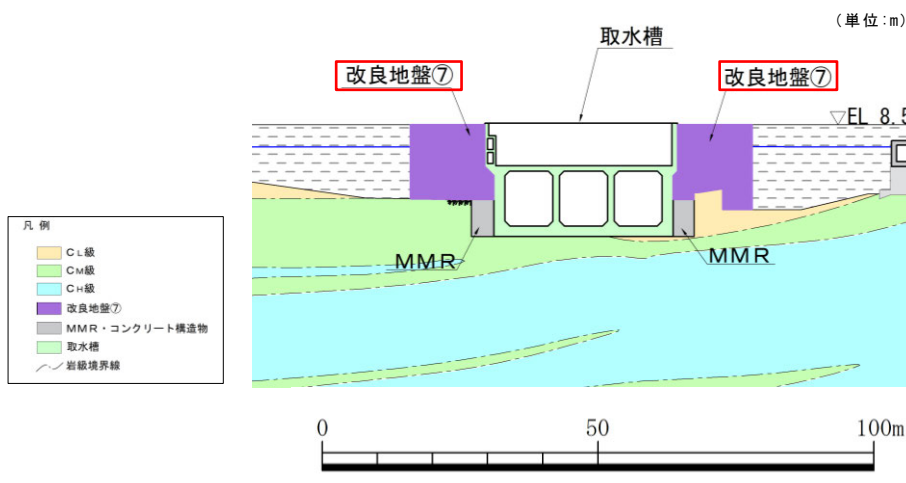 (単位:m)
取水槽
改良地盤⑦
改良地盤⑦
▽EL 8.5
MMR
MMR
凡 例
CL級
CM級
CH級
改良地盤⑦
MMR・コンクリート構造物
取水槽
岩級境界線
0 50 100m